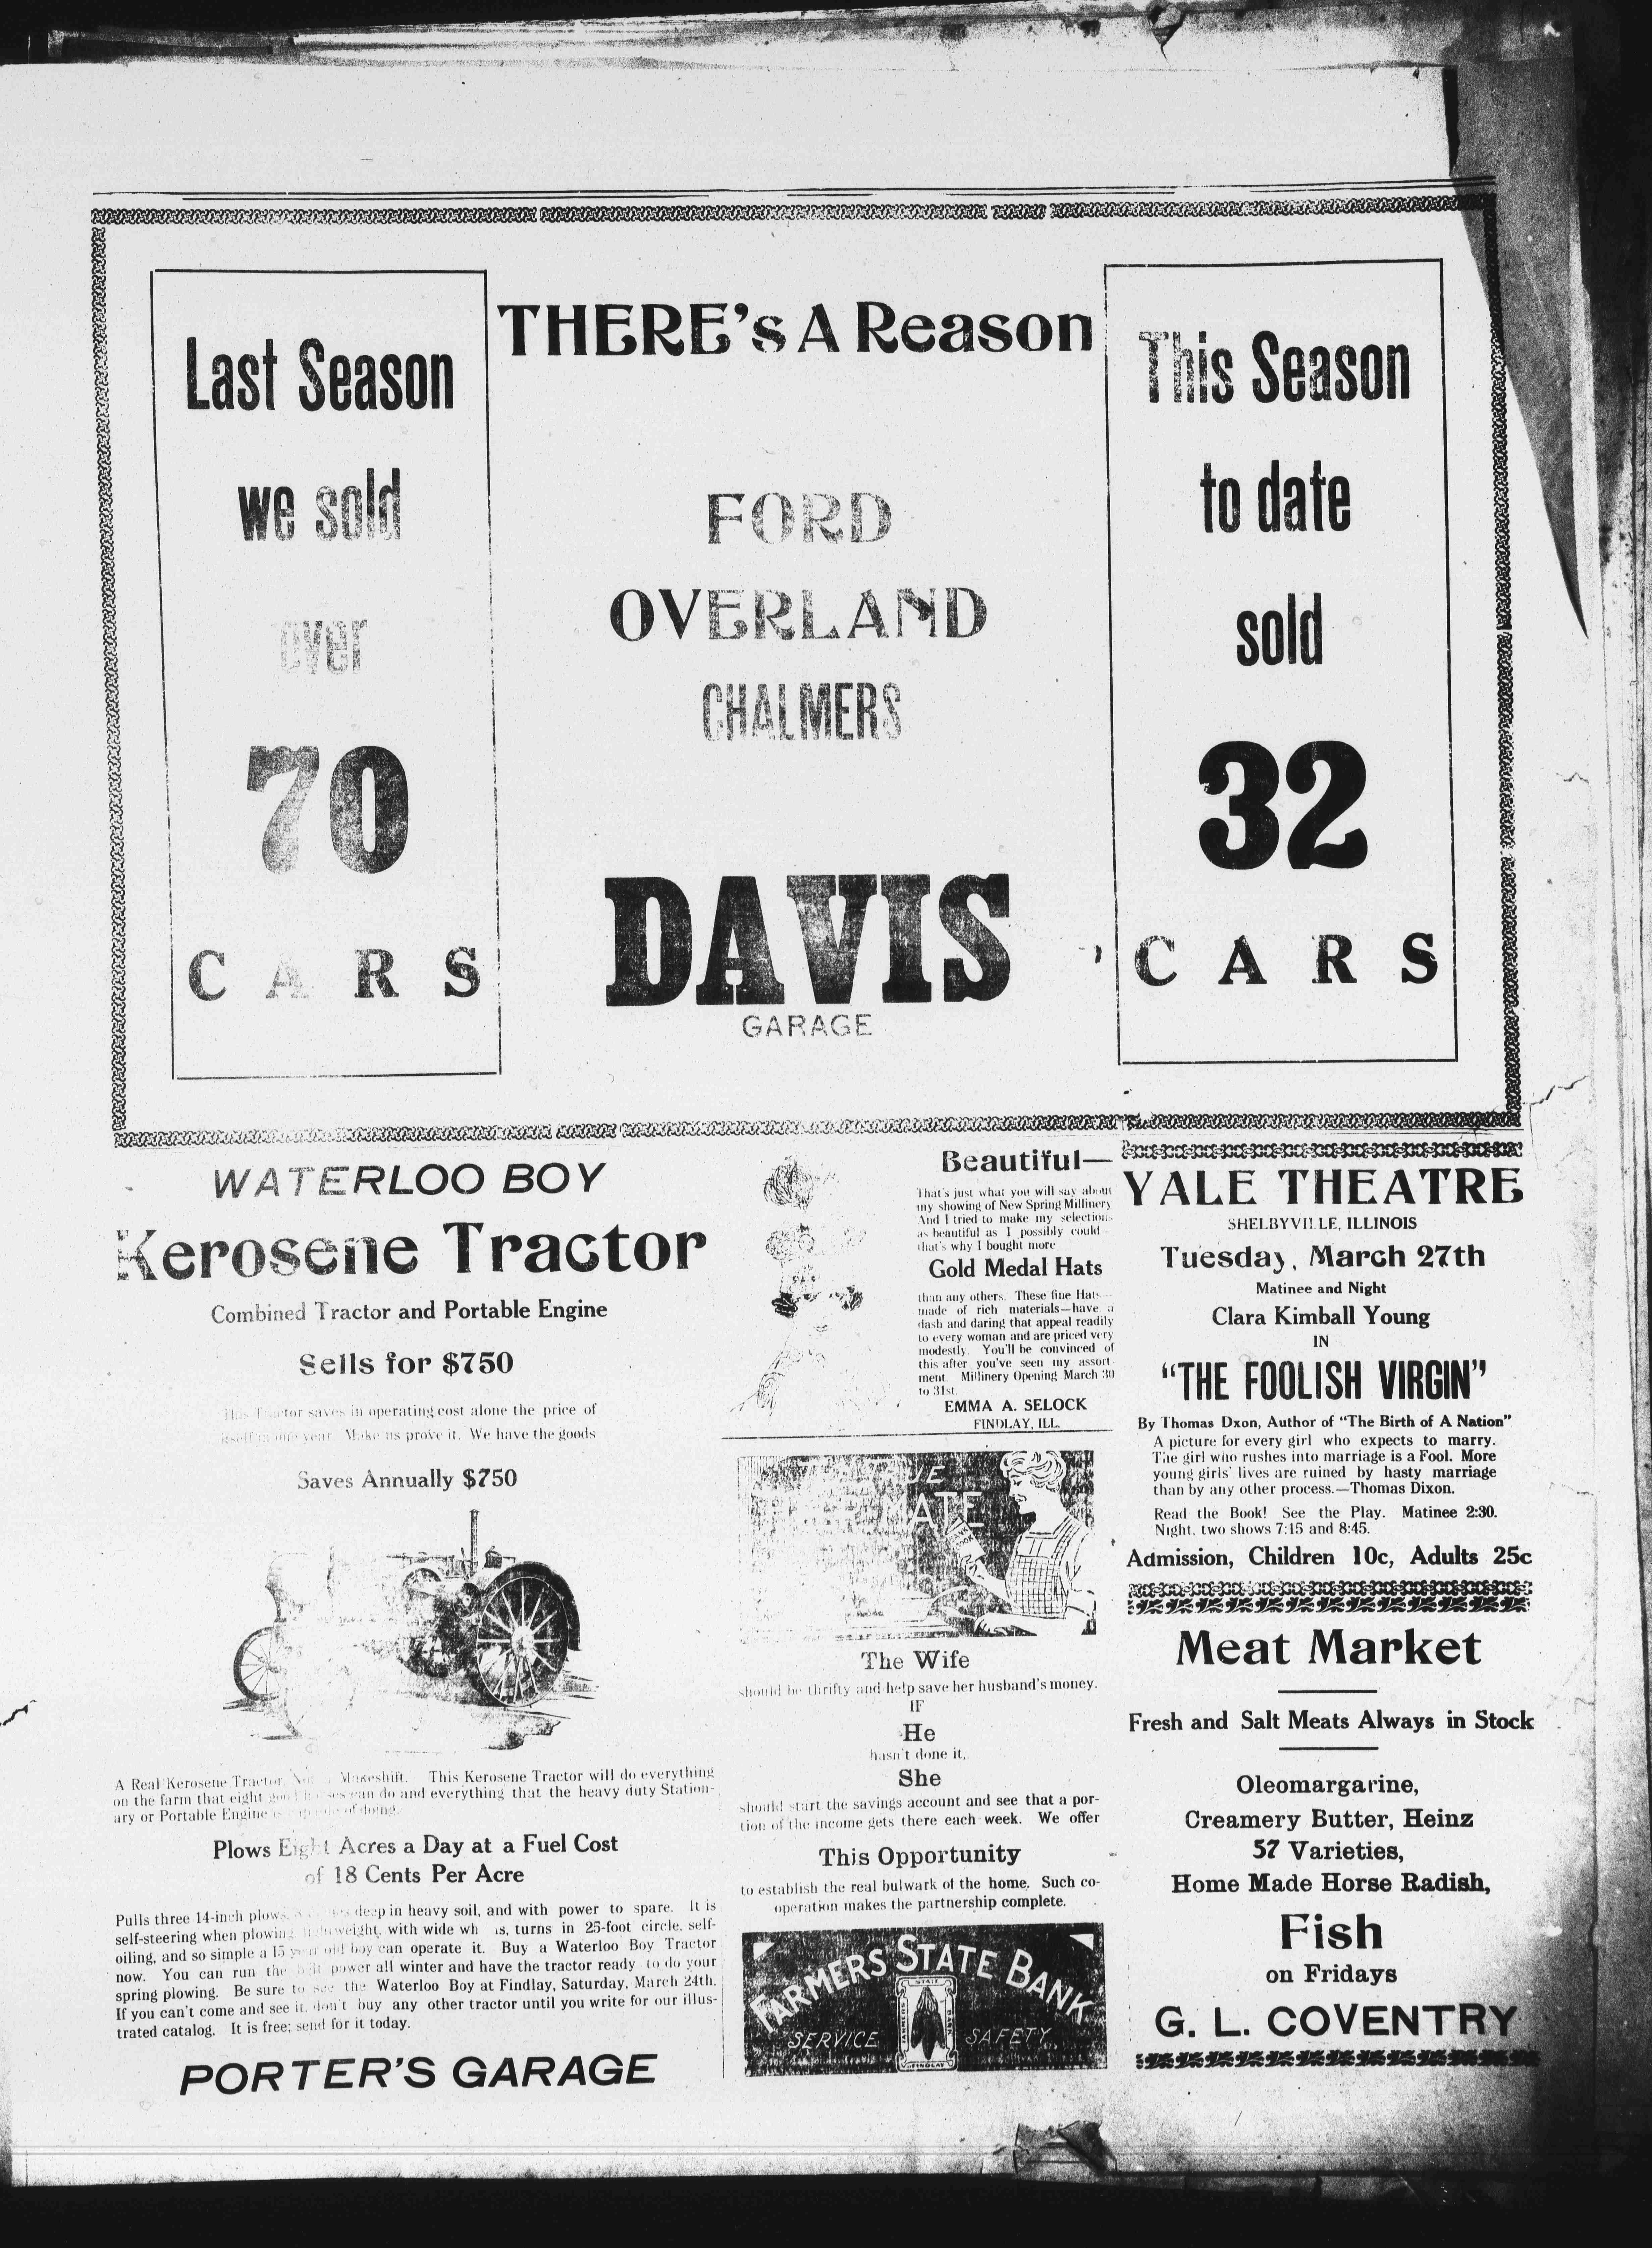 Last Season
we sold
over
70
CARS
THERE's A Reason
FORD
OVERLAND
CHALMERS
DAVIS
GARAGE
This Season
to date
sold
32
CARS
WATERLOO BOY
Kerosene Tractor
Combined Tractor and Portable Engine
Sells for $750
This Tractor saves in operating cost alone the price of
itself in one year. Make us prove it. We have the goods
Saves Annually $750
A Real Kerosene Tractor Not a Makeshift. This Kerosene Tractor will do everything
on the farm that eight good horses can do and everything that the heavy duty Station-
ary or Portable Engine is capable of doing.
Plows Eight Acres a Day at a Fuel Cost
of 18 Cents Per Acre
Pulls three 14-inch plows, deep in heavy soil, and with power to spare. It is
self-steering when plowing, light weight, with wide wh s, turns in 25-foot circle, self-
oiling, and so simple a 15 year old boy can operate it. Buy a Waterloo Boy Tractor
now. You can run the belt power all winter and have the tractor ready to do your
spring plowing. Be sure to see the Waterloo Boy at Findlay, Saturday, March 24th.
If you can't come and see it, don't buy any other tractor until you write for our illus-
trated catalog. It is free; send for it today.
PORTER'S GARAGE
Beautiful—
That's just what you will say about
my showing of New Spring Millinery
And I tried to make my selections
as beautiful as I possibly could—
that's why I bought more
Gold Medal Hats
than any others. These fine Hats—
made of rich materials—have a
dash and daring that appeal readily
to every woman and are priced very
modestly. You'll be convinced of
this after you've seen my assort-
ment. Millinery Opening March 30
to 31st.
EMMA A. SELOCK
FINDLAY, ILL.
MATE
The Wife
should be thrifty and help save her husband's money.
IF
He
hasn't done it,
She
should start the savings account and see that a por-
tion of the income gets there each week. We offer
This Opportunity
to establish the real bulwark of the home. Such co-
operation makes the partnership complete.
FARMERS STATE BANK
SERVICE SAFETY
STATE
FARMERS BANK
FINDLAY
YALE THEATRE
SHELBYVILLE, ILLINOIS
Tuesday, March 27th
Matinee and Night
Clara Kimball Young
IN
"THE FOOLISH VIRGIN"
By Thomas Dxon, Author of "The Birth of A Nation"
A picture for every girl who expects to marry.
The girl who rushes into marriage is a Fool. More
young girls' lives are ruined by hasty marriage
than by any other process.—Thomas Dixon.
Read the Book! See the Play. Matinee 2:30.
Night, two shows 7:15 and 8:45.
Admission, Children 10c, Adults 25c
Meat Market
Fresh and Salt Meats Always in Stock
Oleomargarine,
Creamery Butter, Heinz
57 Varieties,
Home Made Horse Radish,
Fish
on Fridays
G. L. COVENTRY